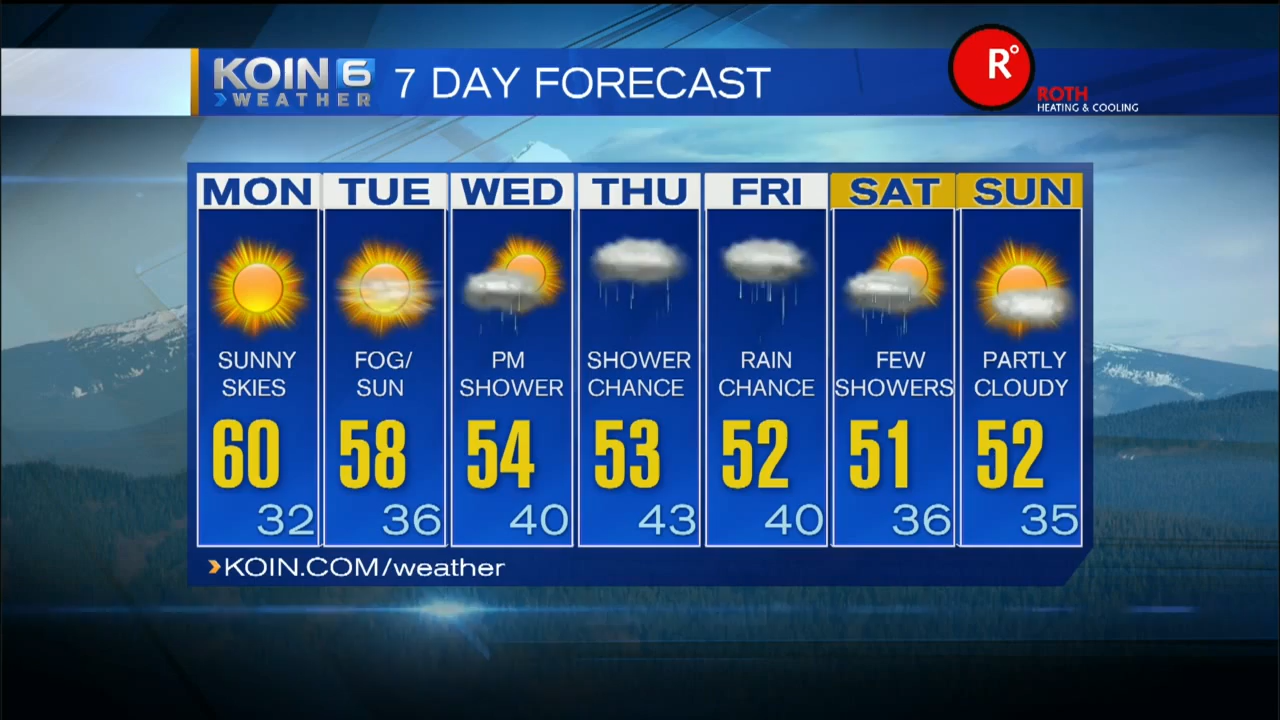 KOIN 6
WEATHER
7 DAY FORECAST
R°
ROTH
HEATING & COOLING
MON TUE WED THU FRI SAT SUN
SUNNY SKIES
FOG/ SUN
PM SHOWER
SHOWER CHANCE
RAIN CHANCE
FEW SHOWERS
PARTLY CLOUDY
60 58 54 53 52 51 52
32 36 40 43 40 36 35
KOIN.COM/weather